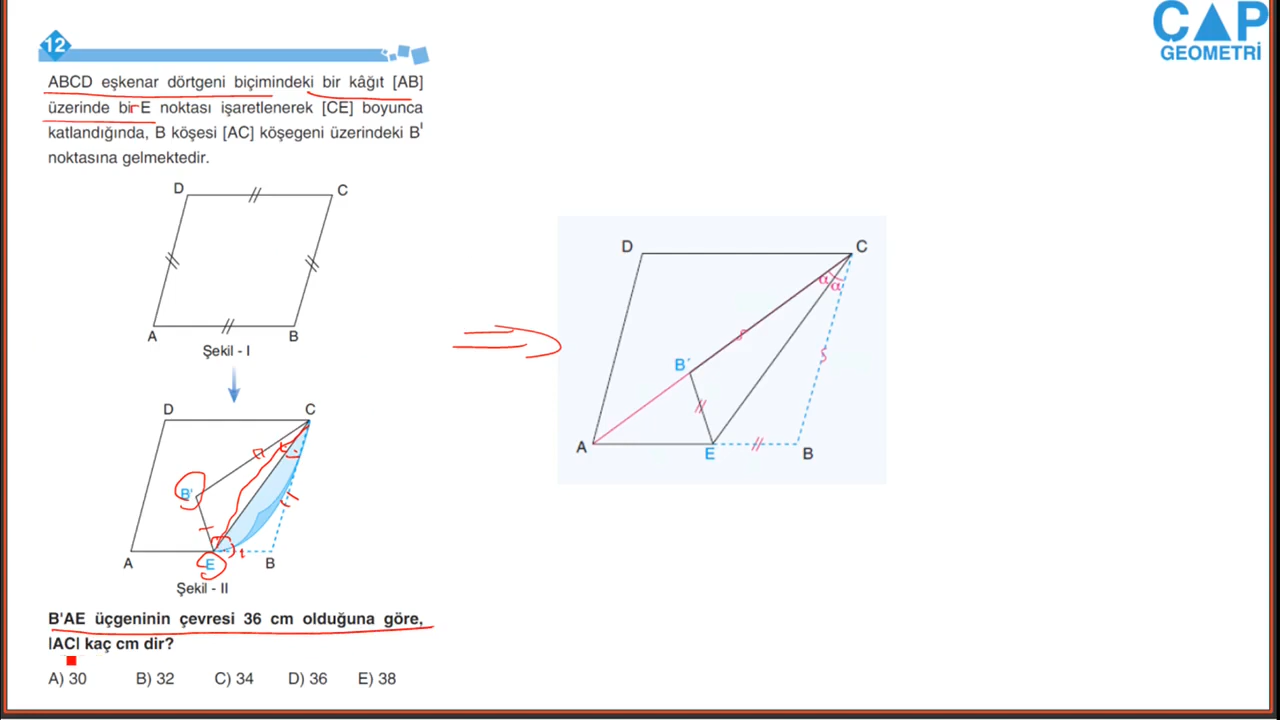 ÇAP
GEOMETRİ
12
ABCD eşkenar dörtgeni biçimindeki bir kâğıt [AB]
üzerinde bir E noktası işaretlenerek [CE] boyunca
katlandığında, B köşesi [AC] köşegeni üzerindeki B'
noktasına gelmektedir.
D C
A B
Şekil - I
D C
B'
A E B
Şekil - II
D C
α α
B'
A E B
B'AE üçgeninin çevresi 36 cm olduğuna göre,
|AC| kaç cm dir?
A) 30 B) 32 C) 34 D) 36 E) 38